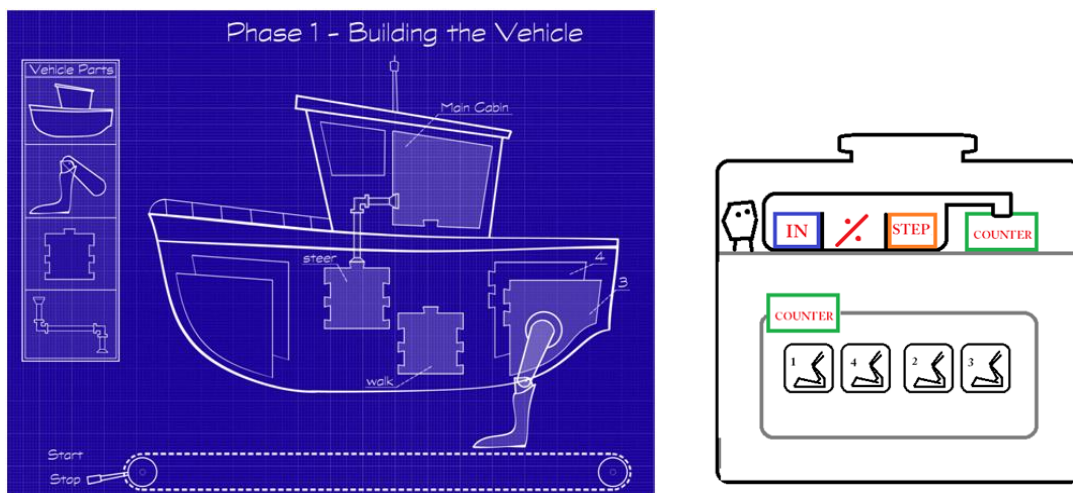 Phase 1 - Building the Vehicle
Vehicle Parts
Main Cabin
steer
4
3
walk
Start
Stop
IN ÷ STEP COUNTER
COUNTER
1 4 2 3